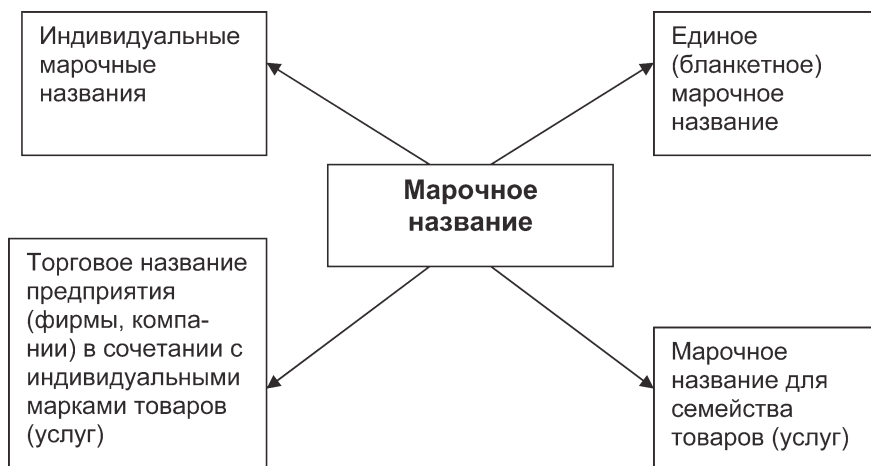 Индивидуальные
марочные
названия
Единое
(бланкетное)
марочное
название
Марочное
название
Торговое название
предприятия
(фирмы, компа-
нии) в сочетании с
индивидуальными
марками товаров
(услуг)
Марочное
название для
семейства
товаров (услуг)